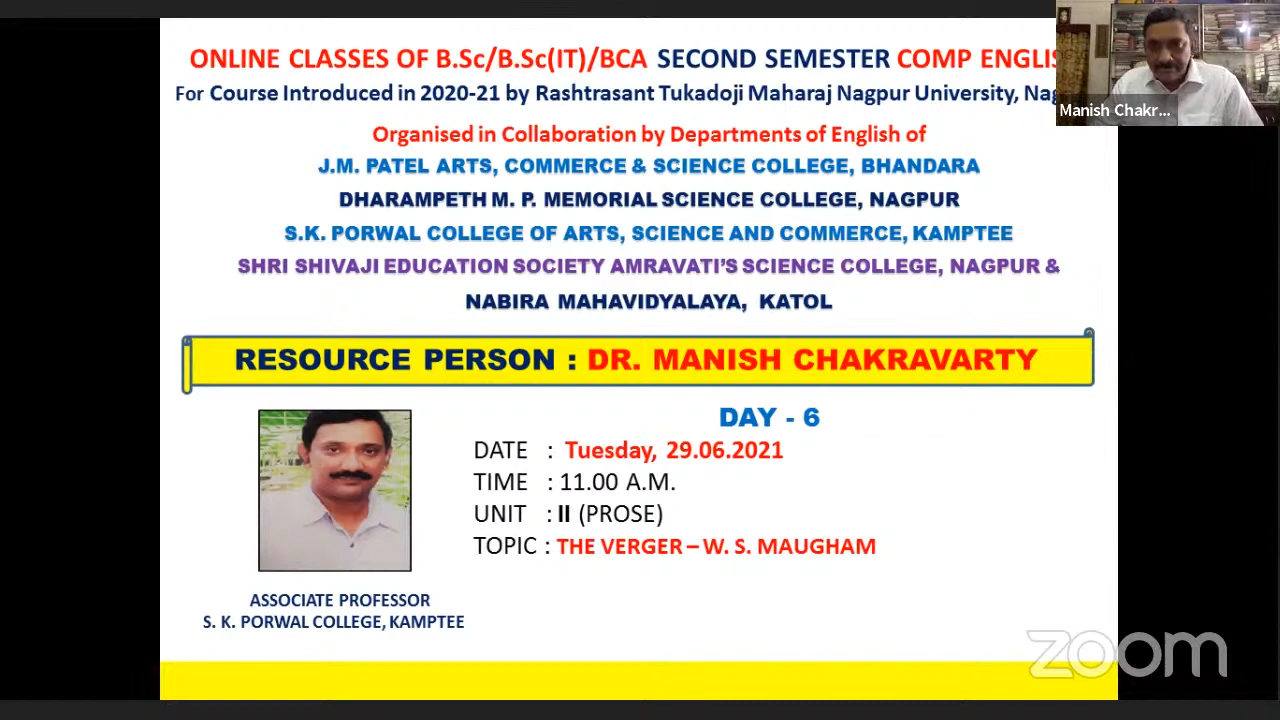 ONLINE CLASSES OF B.Sc/B.Sc(IT)/BCA SECOND SEMESTER COMP ENGLIS
For Course Introduced in 2020-21 by Rashtrasant Tukadoji Maharaj Nagpur University, Nag
Manish Chakr...
Organised in Collaboration by Departments of English of
J.M. PATEL ARTS, COMMERCE & SCIENCE COLLEGE, BHANDARA
DHARAMPETH M. P. MEMORIAL SCIENCE COLLEGE, NAGPUR
S.K. PORWAL COLLEGE OF ARTS, SCIENCE AND COMMERCE, KAMPTEE
SHRI SHIVAJI EDUCATION SOCIETY AMRAVATI'S SCIENCE COLLEGE, NAGPUR &
NABIRA MAHAVIDYALAYA, KATOL
RESOURCE PERSON : DR. MANISH CHAKRAVARTY
DAY - 6
DATE : Tuesday, 29.06.2021
TIME : 11.00 A.M.
UNIT : II (PROSE)
TOPIC : THE VERGER – W. S. MAUGHAM
ASSOCIATE PROFESSOR
S. K. PORWAL COLLEGE, KAMPTEE
zoom